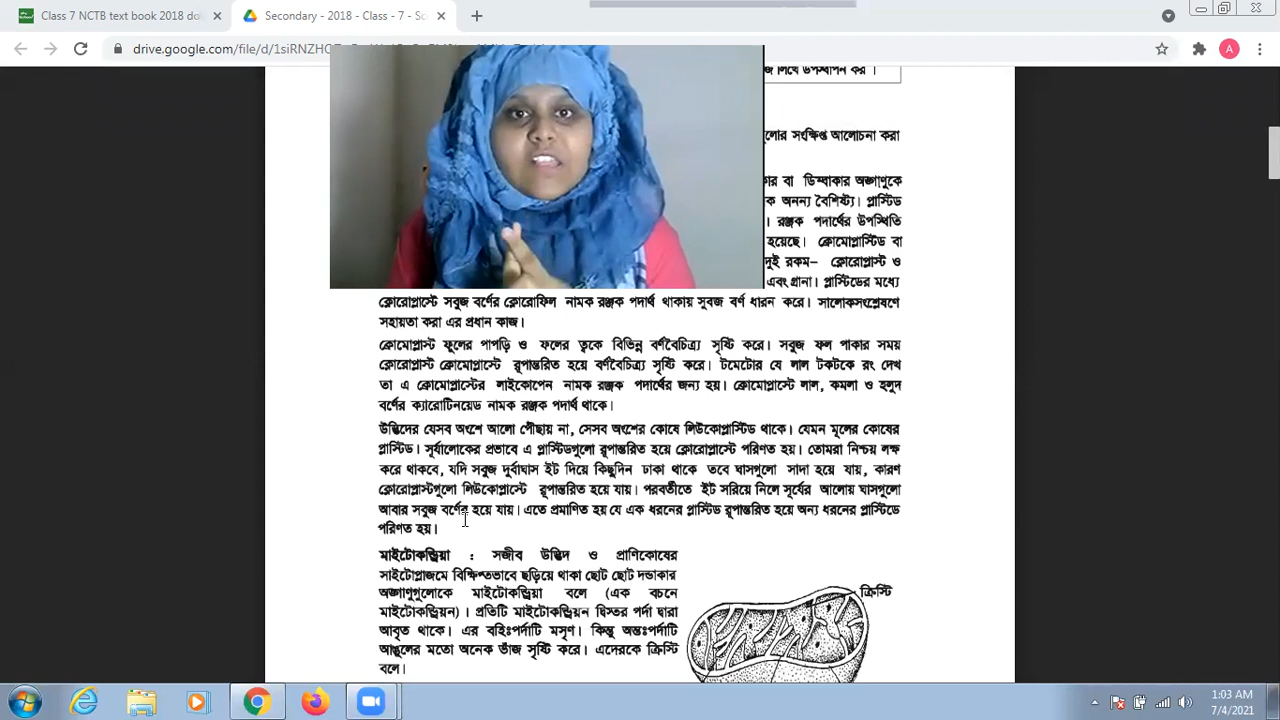 Class 7 NCTB text book 2018 do
Secondary - 2018 - Class - 7 - Sc
A
জ লিখে উপস্থাপন কর ।
গুলোর সংক্ষিপ্ত আলোচনা করা
কার বা ডিম্বাকার অঙ্গাণুকে
ক অনন্য বৈশিষ্ট্য। প্লাস্টিড
। রঞ্জক পদার্থের উপস্থিতি
হয়েছে। ক্রোমোপ্লাস্টিড বা
দুই রকম– ক্লোরোপ্লাস্ট ও
এবং গ্রানা। প্লাস্টিডের মধ্যে
ক্লোরোপ্লাস্টে সবুজ বর্ণের ক্লোরোফিল নামক রঞ্জক পদার্থ থাকায় সুবজ বর্ণ ধারন করে। সালোকসংশ্লেষণে
সহায়তা করা এর প্রধান কাজ।
ক্রোমোপ্লাস্ট ফুলের পাপড়ি ও ফলের ত্বকে বিভিন্ন বর্ণবৈচিত্র্য সৃষ্টি করে। সবুজ ফল পাকার সময়
ক্লোরোপ্লাস্ট ক্রোমোপ্লাস্টে রূপান্তরিত হয়ে বর্ণবৈচিত্র্য সৃষ্টি করে। টমেটোর যে লাল টকটকে রং দেখ
তা এ ক্রোমোপ্লাস্টের লাইকোপেন নামক রঞ্জক পদার্থের জন্য হয়। ক্রোমোপ্লাস্টে লাল, কমলা ও হলুদ
বর্ণের ক্যারোটিনয়েড নামক রঞ্জক পদার্থ থাকে।
উদ্ভিদের যেসব অংশে আলো পৌঁছায় না, সেসব অংশের কোষে লিউকোপ্লাস্টিড থাকে। যেমন মূলের কোষের
প্লাস্টিড। সূর্যালোকের প্রভাবে এ প্লাস্টিডগুলো রূপান্তরিত হয়ে ক্লোরোপ্লাস্টে পরিণত হয়। তোমরা নিশ্চয় লক্ষ
করে থাকবে, যদি সবুজ দুর্বাঘাস ইট দিয়ে কিছুদিন ঢাকা থাকে তবে ঘাসগুলো সাদা হয়ে যায়, কারণ
ক্লোরোপ্লাস্টগুলো লিউকোপ্লাস্টে রূপান্তরিত হয়ে যায়। পরবর্তীতে ইট সরিয়ে নিলে সূর্যের আলোয় ঘাসগুলো
আবার সবুজ বর্ণের হয়ে যায়। এতে প্রমাণিত হয় যে এক ধরনের প্লাস্টিড রূপান্তরিত হয়ে অন্য ধরনের প্লাস্টিডে
পরিণত হয়।
মাইটোকন্ড্রিয়া : সজীব উদ্ভিদ ও প্রাণিকোষের
সাইটোপ্লাজমে বিক্ষিপ্তভাবে ছড়িয়ে থাকা ছোট ছোট দন্ডাকার
অঙ্গাণুগুলোকে মাইটোকন্ড্রিয়া বলে (এক বচনে
মাইটোকন্ড্রিয়ন) । প্রতিটি মাইটোকন্ড্রিয়ন দ্বিস্তর পর্দা দ্বারা
আবৃত থাকে। এর বহিঃপর্দাটি মসৃণ। কিন্তু অন্তঃপর্দাটি
আঙুলের মতো অনেক ভাঁজ সৃষ্টি করে। এদেরকে ক্রিস্টি
বলে।
ক্রিস্টি
1:03 AM
7/4/2021